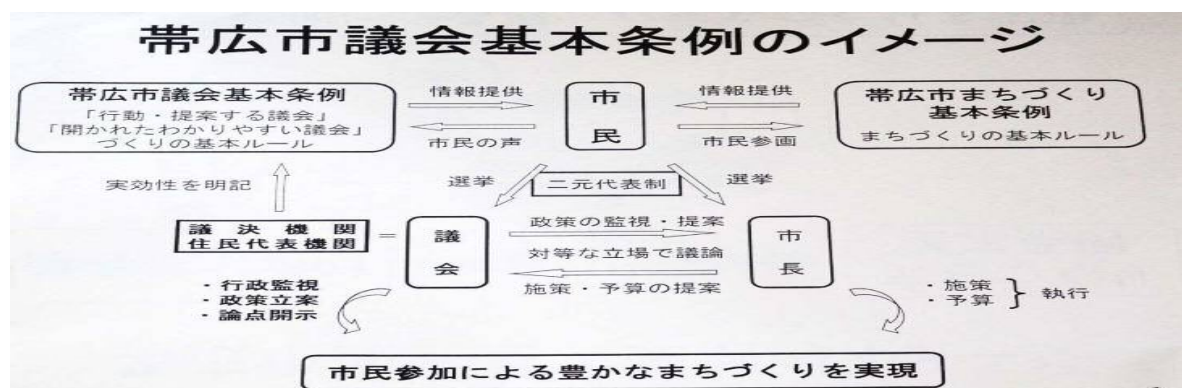 帯広市議会基本条例のイメージ
帯広市議会基本条例
「行動・提案する議会」
「開かれたわかりやすい議会」
づくりの基本ルール
情報提供
市民の声
市民
情報提供
市民参画
帯広市まちづくり
基本条例
まちづくりの基本ルール
実効性を明記
選挙
二元代表制
選挙
議決機関
住民代表機関
=
議会
政策の監視・提案
対等な立場で議論
施策・予算の提案
市長
・行政監視
・政策立案
・論点開示
・施策
・予算
} 執行
市民参加による豊かなまちづくりを実現